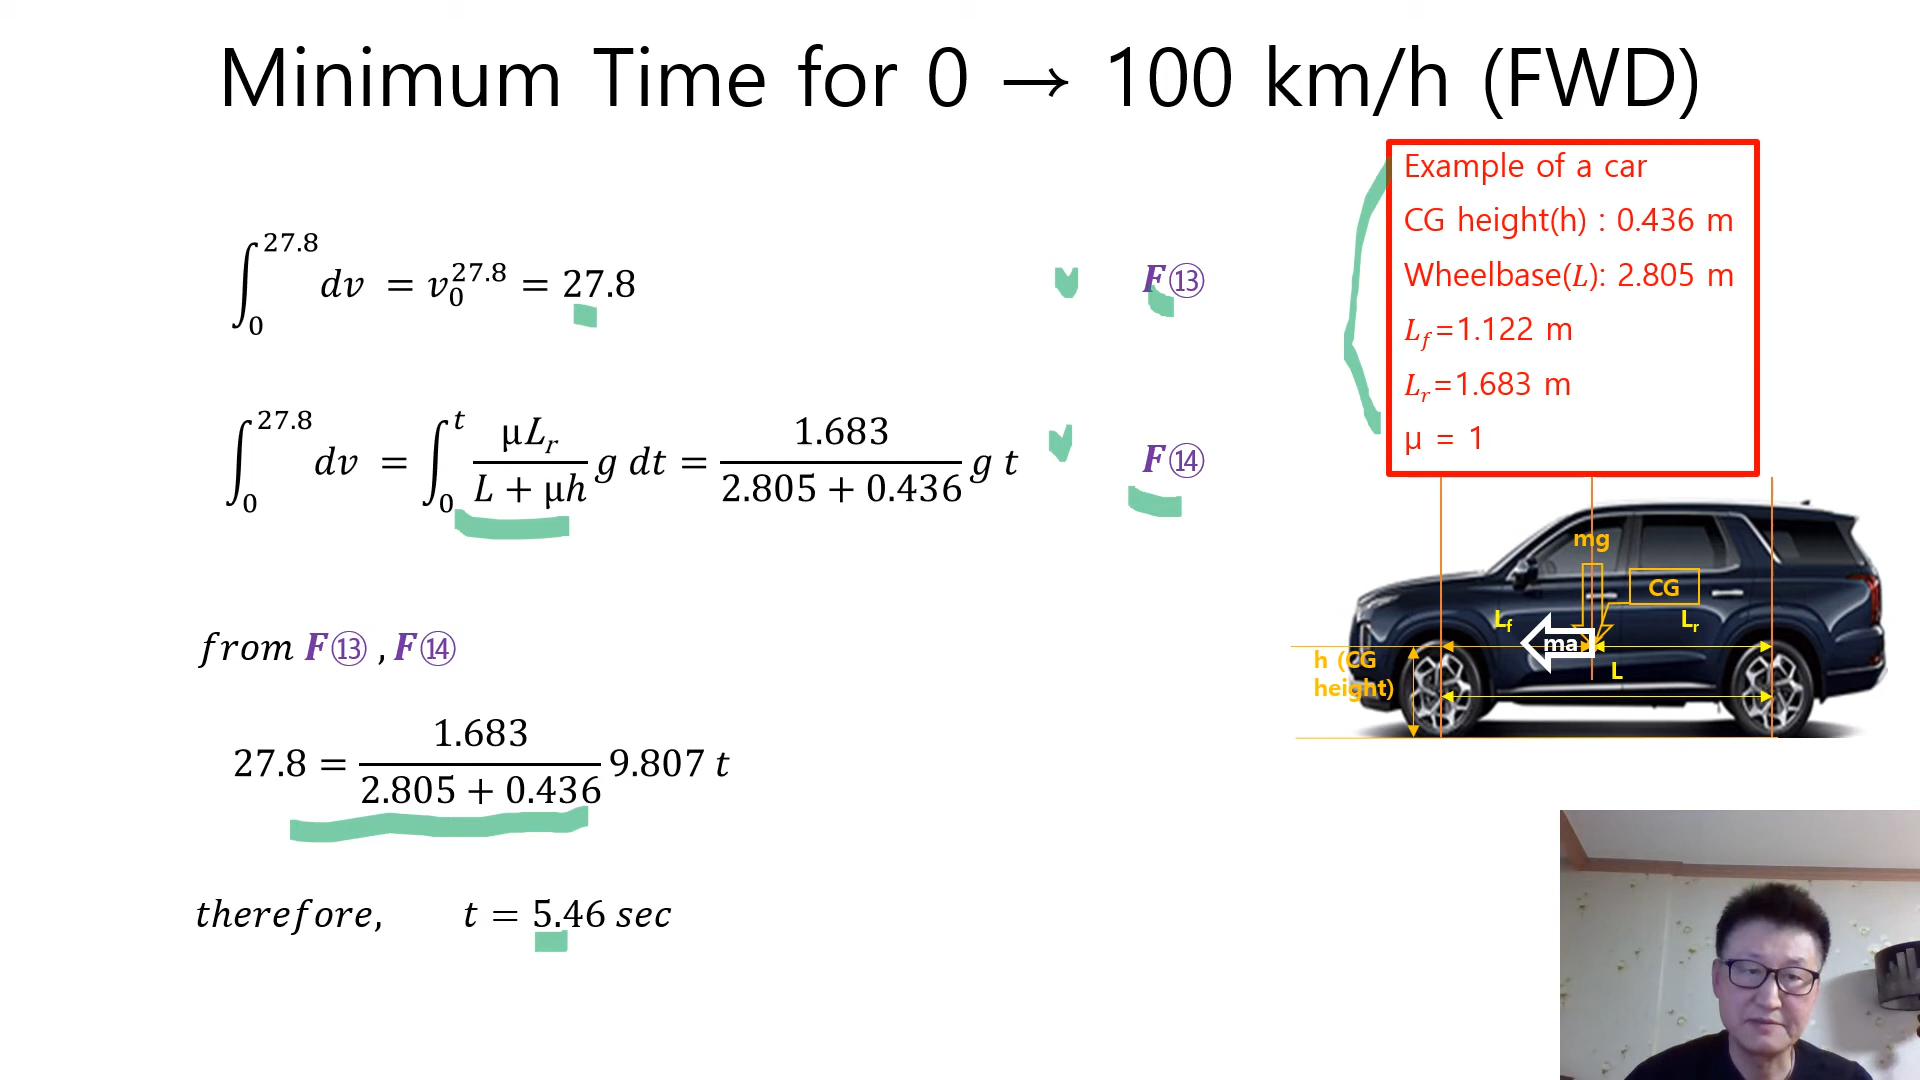 Minimum Time for 0 → 100 km/h (FWD)
∫₀^27.8 dv = v₀^27.8 = 27.8 F⑬
∫₀^27.8 dv = ∫₀^t μL_r / (L + μh) g dt = 1.683 / (2.805 + 0.436) g t F⑭
from F⑬ , F⑭
27.8 = 1.683 / (2.805 + 0.436) 9.807 t
therefore, t = 5.46 sec
Example of a car
CG height(h) : 0.436 m
Wheelbase(L): 2.805 m
L_f=1.122 m
L_r=1.683 m
μ = 1
mg
CG
L_f
L_r
ma
h (CG
height)
L